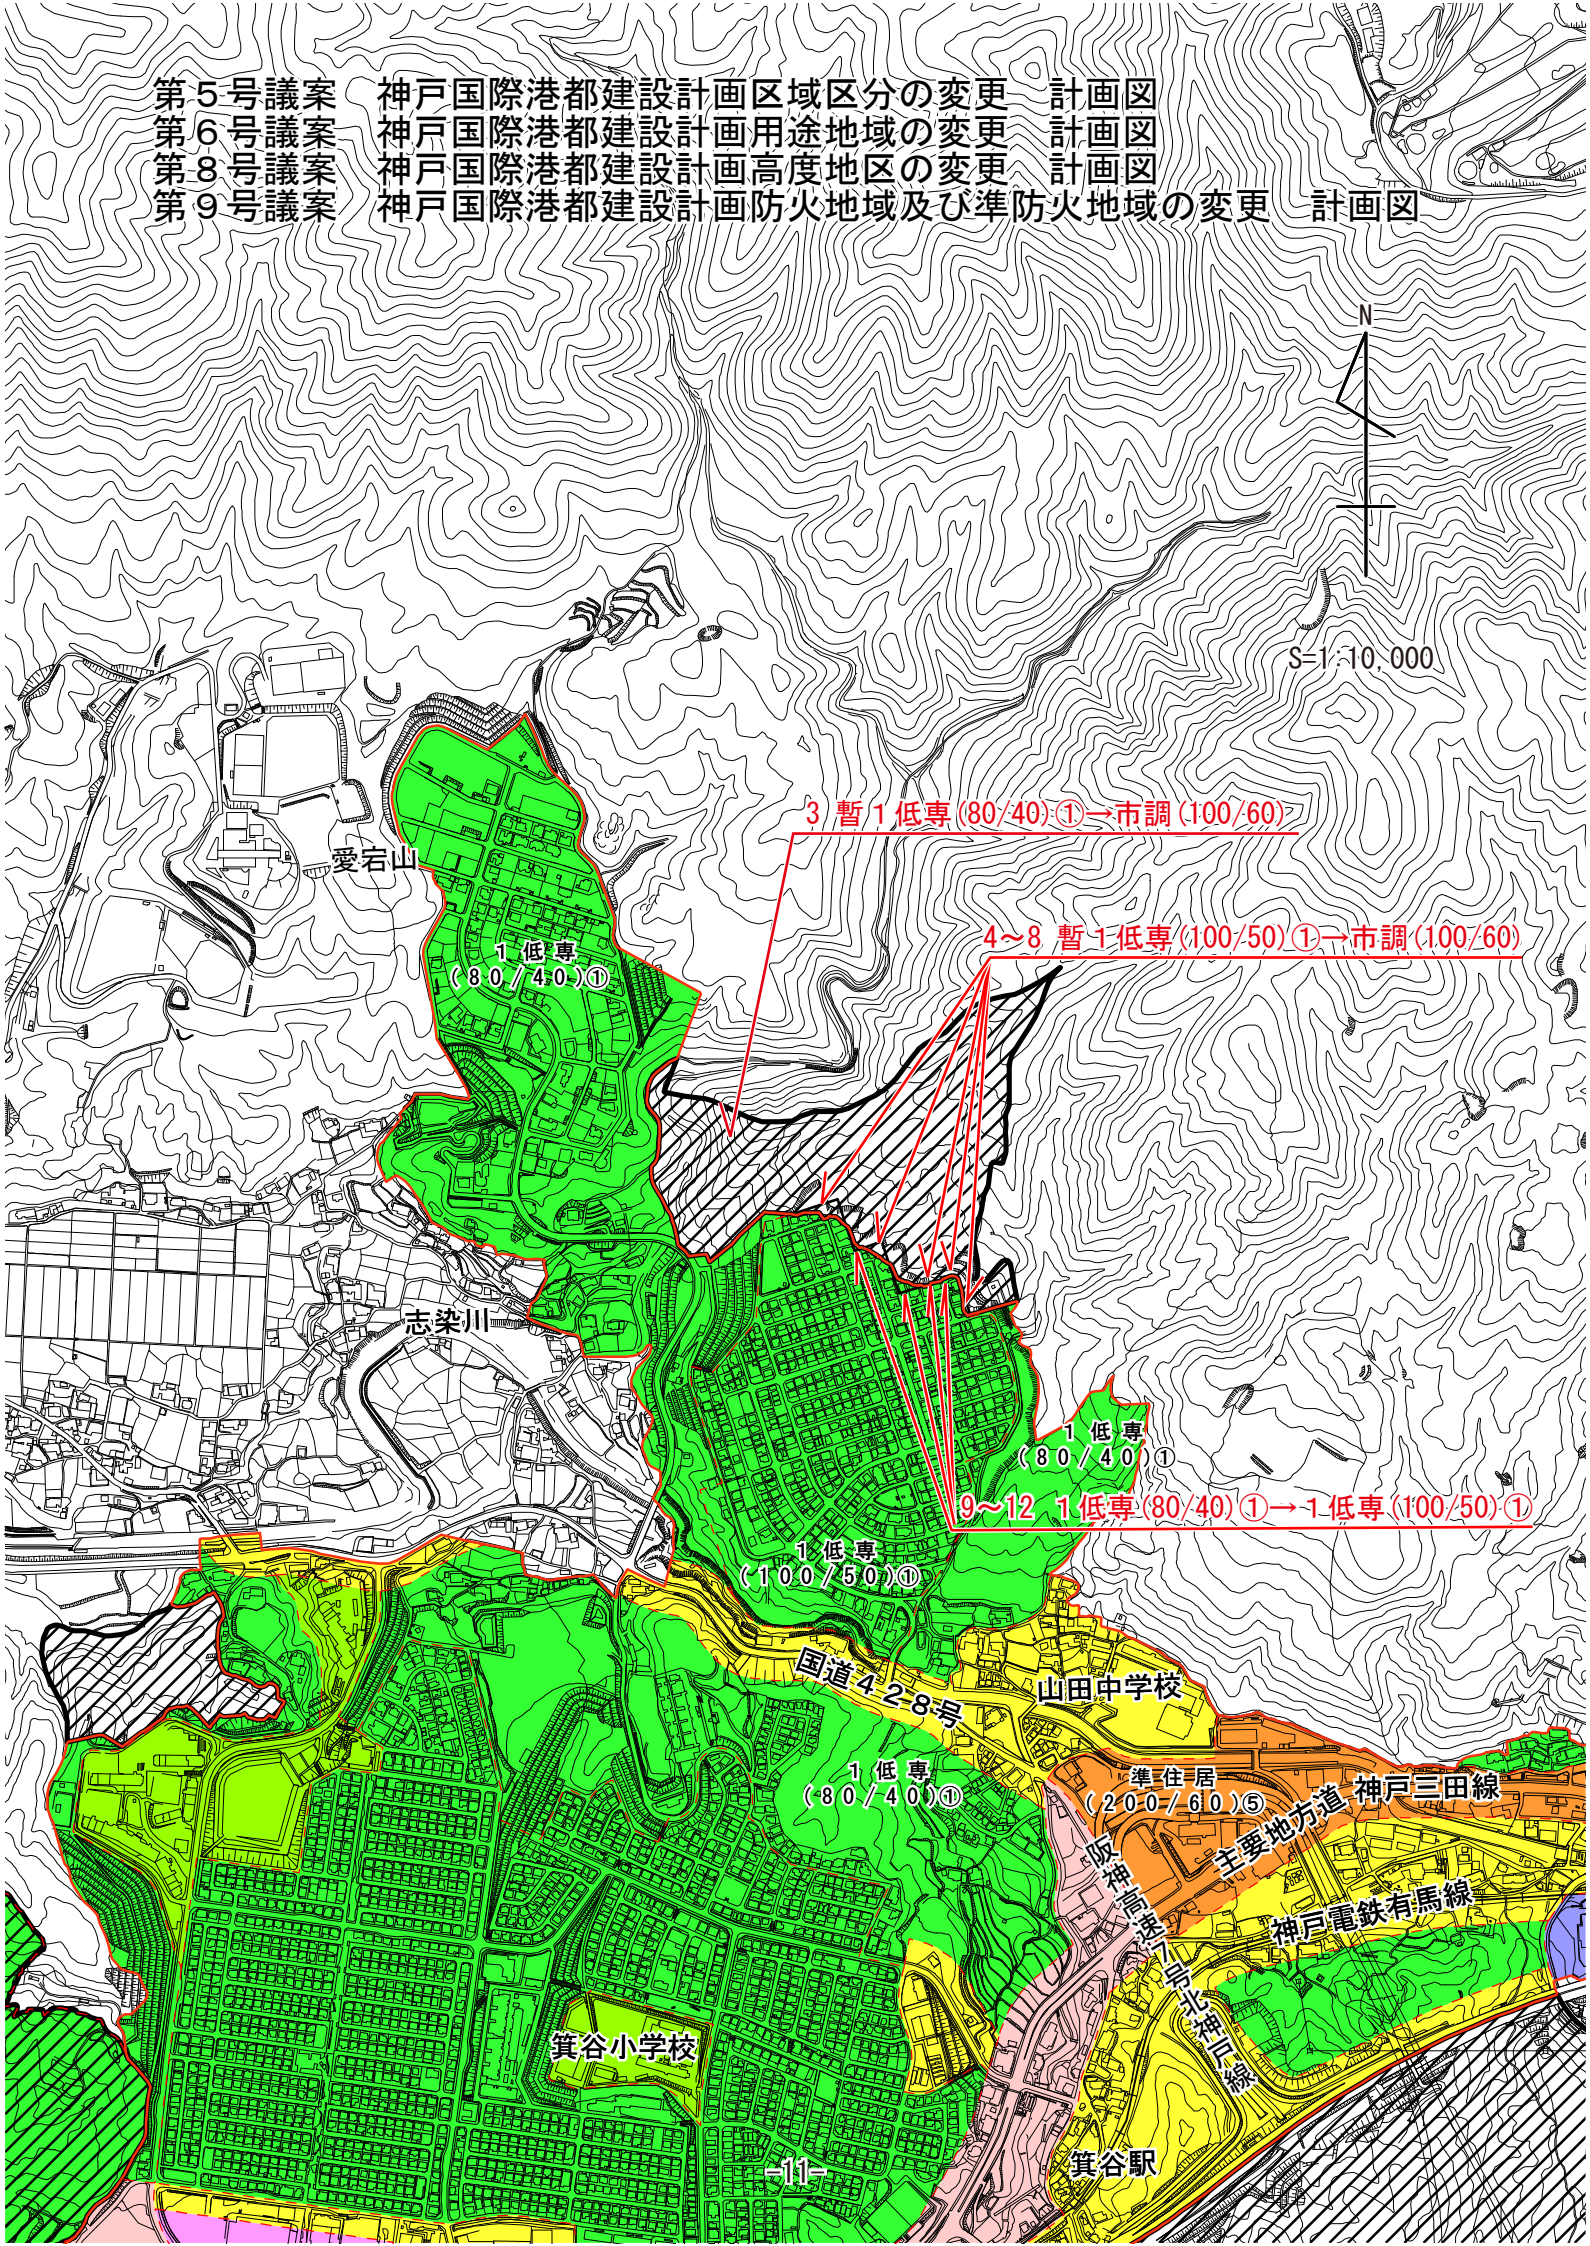 第5号議案　神戸国際港都建設計画区域区分の変更　計画図
第6号議案　神戸国際港都建設計画用途地域の変更　計画図
第8号議案　神戸国際港都建設計画高度地区の変更　計画図
第9号議案　神戸国際港都建設計画防火地域及び準防火地域の変更　計画図
N
S=1:10,000
3 暫1低専(80/40)①→市調(100/60)
愛宕山
4～8 暫1低専(100/50)①→市調(100/60)
1低専
(80/40)①
志染川
1低専
(80/40)①
9～12 1低専(80/40)①→1低専(100/50)①
1低専
(100/50)①
国道428号
山田中学校
1低専
(80/40)①
準住居
(200/60)⑤
主要地方道 神戸三田線
阪神高速7号北神戸線
神戸電鉄有馬線
箕谷小学校
箕谷駅
-11-